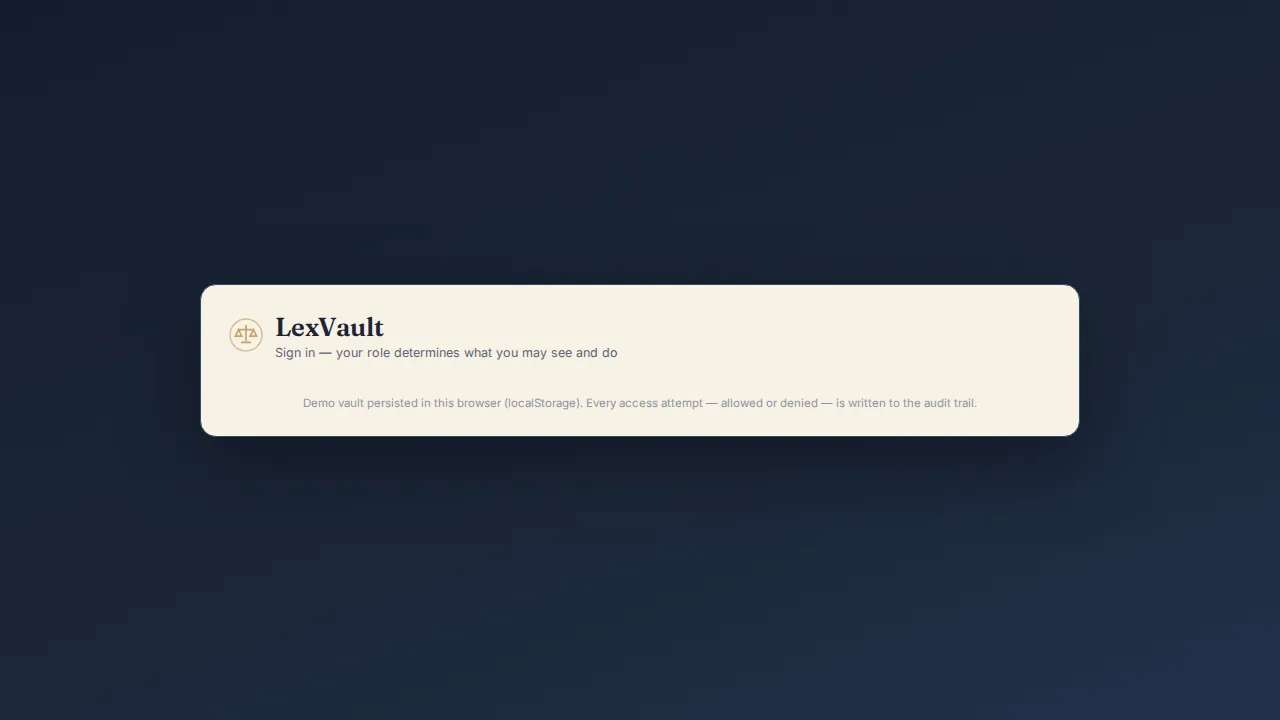 LexVault
Sign in — your role determines what you may see and do
Demo vault persisted in this browser (localStorage). Every access attempt — allowed or denied — is written to the audit trail.